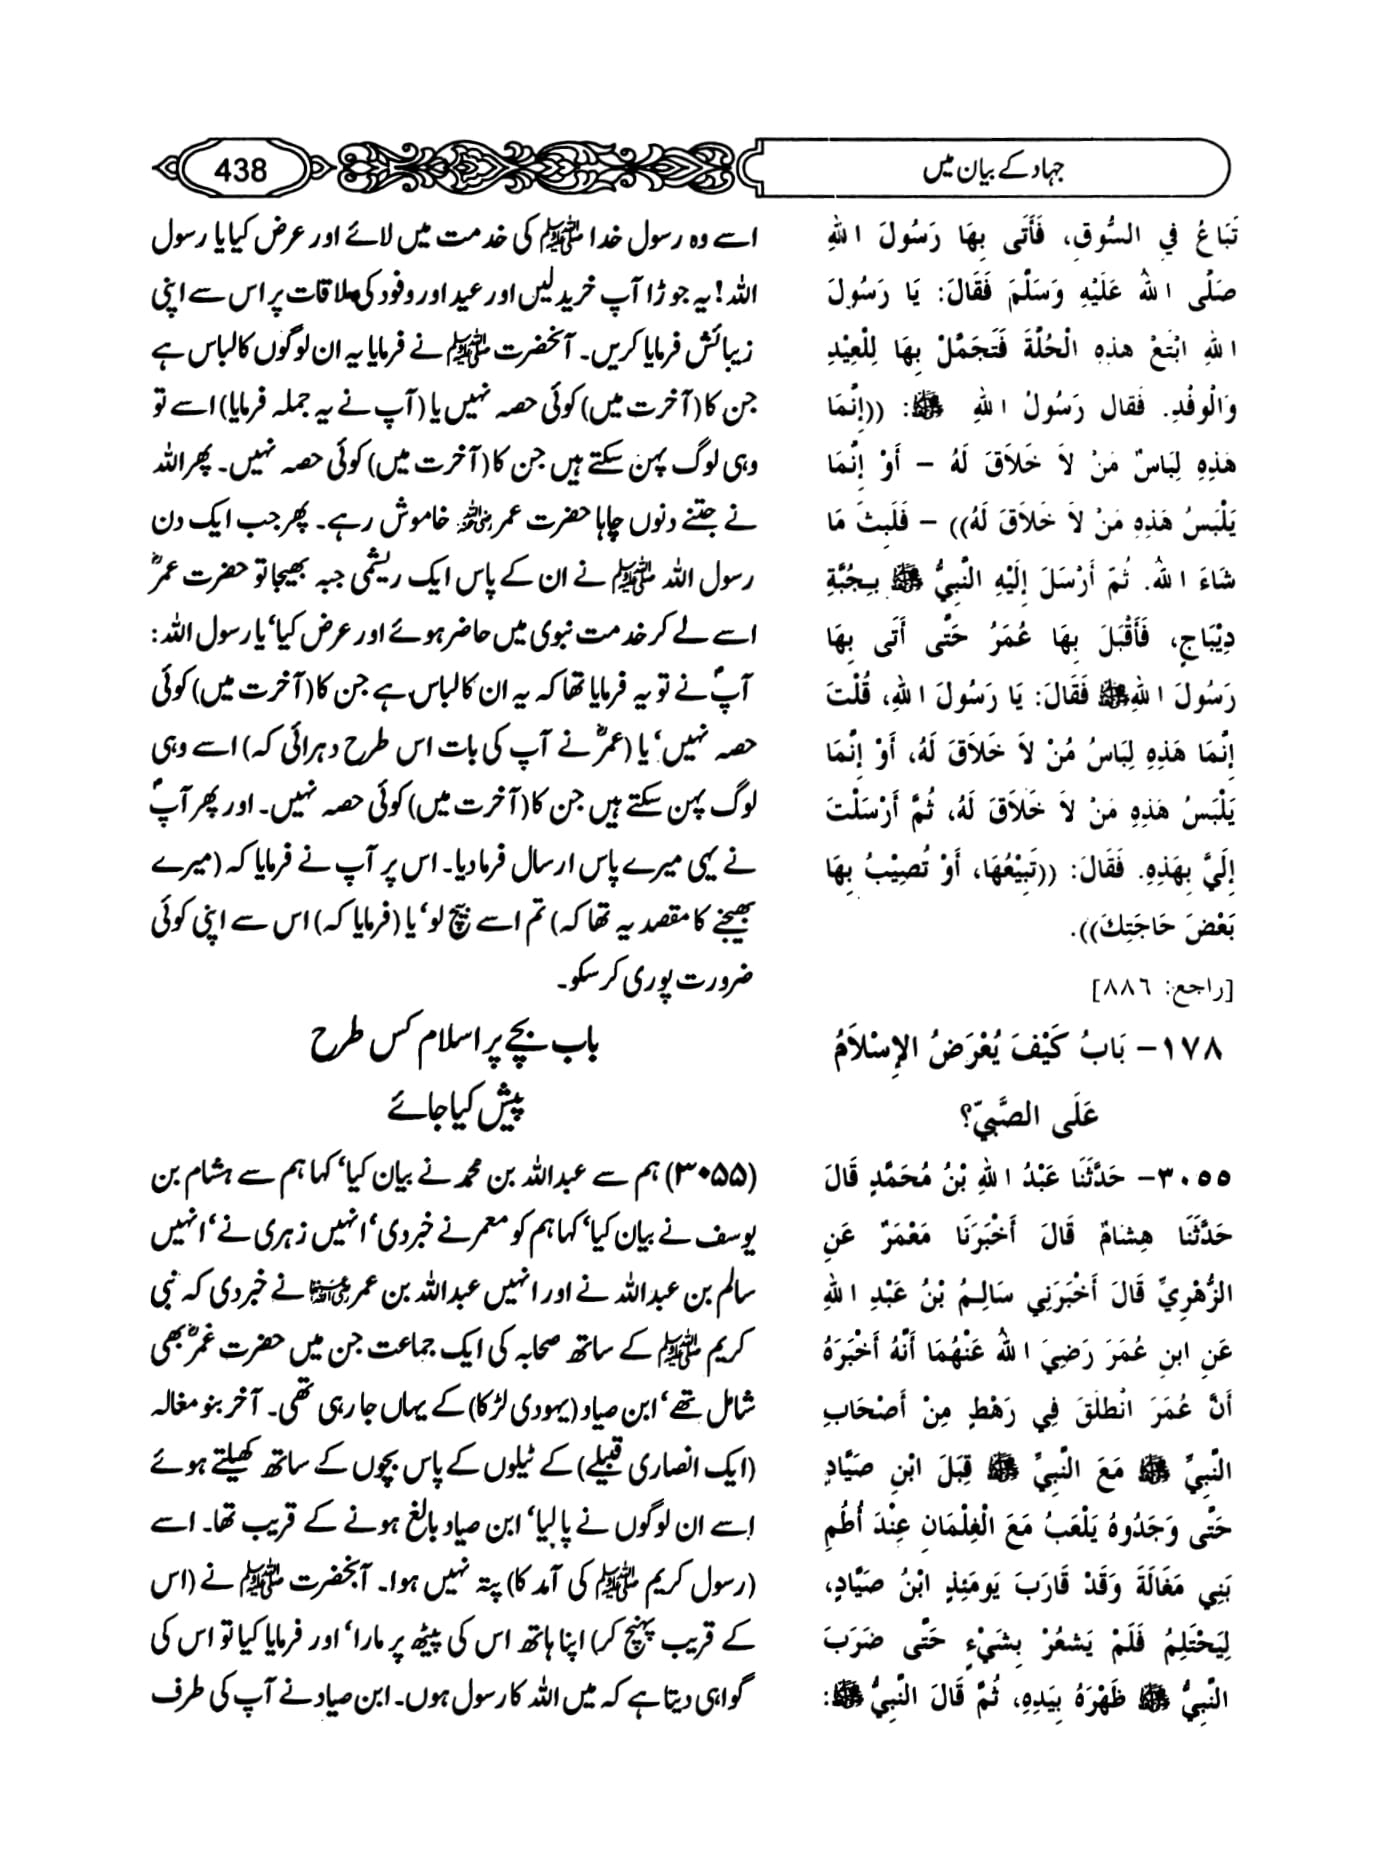 جہاد کے بیان میں
438
تُبَاعُ فِي السُّوقِ، فَأَتَى بِهَا رَسُولَ اللهِ
صَلَّى اللهُ عَلَيْهِ وَسَلَّمَ فَقَالَ: يَا رَسُولَ
اللهِ ابْتَعْ هذِهِ الْحُلَّةَ فَتَجَمَّلْ بِهَا لِلْعِيْدِ
وَالْوَفْدِ. فَقال رَسُولُ اللهِ ﷺ: ((إِنَّمَا
هَذِهِ لِبَاسُ مَنْ لاَ خَلاَقَ لَهُ – أَوْ إِنَّمَا
يَلْبَسُ هَذِهِ مَنْ لاَ خَلاَقَ لَهُ)) – فَلَبِثَ مَا
شَاءَ اللهُ. ثُمَّ أَرْسَلَ إِلَيْهِ النَّبِيُّ ﷺ بِجُبَّةِ
دِيْبَاجٍ، فَأَقْبَلَ بِهَا عُمَرُ حَتَّى أَتَى بِهَا
رَسُولَ اللهِ ﷺ فَقَالَ: يَا رَسُولَ اللهِ، قُلْتَ
إِنَّمَا هَذِهِ لِبَاسُ مَنْ لاَ خَلاَقَ لَهُ، أَوْ إِنَّمَا
يَلْبَسُ هَذِهِ مَنْ لاَ خَلاَقَ لَهُ، ثُمَّ أَرْسَلْتَ
إِلَيَّ بِهَذِهِ. فَقَالَ: ((تَبِيْعُهَا، أَوْ تُصِيْبُ بِهَا
بَعْضَ حَاجَتِكَ)).
[راجع: ٨٨٦]
١٧٨– بَابُ كَيْفَ يُعْرَضُ الإِسْلاَمُ
عَلَى الصَّبِيِّ؟
٣٠٥٥– حَدَّثَنَا عَبْدُ اللهِ بْنُ مُحَمَّدٍ قَالَ
حَدَّثَنَا هِشامٌ قَالَ أَخْبَرَنَا مَعْمَرٌ عَنِ
الزُّهْرِيِّ قَالَ أَخْبَرَنِي سَالِمُ بْنُ عَبْدِ اللهِ
عَنِ ابنِ عُمَرَ رَضِيَ اللهُ عَنْهُمَا أَنَّهُ أَخْبَرَهُ
أَنَّ عُمَرَ انْطَلَقَ فِي رَهْطٍ مِنْ أَصْحَابِ
النَّبِيِّ ﷺ مَعَ النَّبِيِّ ﷺ قِبَلَ ابْنِ صَيَّادٍ
حَتَّى وَجَدُوهُ يَلْعَبُ مَعَ الْغِلْمَانِ عِنْدَ أُطُمِ
بَنِي مَغَالَةَ وَقَدْ قَارَبَ يَومَئِذٍ ابْنُ صَيَّادٍ،
لِيَحْتَلِمُ فَلَمْ يَشعُرْ بِشَيْءٍ حَتَّى ضَرَبَ
النَّبِيُّ ﷺ ظَهْرَهُ بِيَدِهِ، ثُمَّ قَالَ النَّبِيُّ ﷺ:
اسے وہ رسول خدا ﷺ کی خدمت میں لائے اور عرض کیا یا رسول
اللہ! یہ جوڑا آپ خرید لیں اور عید اور وفود کی ملاقات پر اس سے اپنی
زیبائش فرمایا کریں۔ آنحضرت ﷺ نے فرمایا یہ ان لوگوں کا لباس ہے
جن کا (آخرت میں) کوئی حصہ نہیں یا (آپ نے یہ جملہ فرمایا) اسے تو
وہی لوگ پہن سکتے ہیں جن کا (آخرت میں) کوئی حصہ نہیں۔ پھر اللہ
نے جتنے دنوں چاہا حضرت عمر رضی اللہ عنہ خاموش رہے۔ پھر جب ایک دن
رسول اللہ ﷺ نے ان کے پاس ایک ریشمی جبہ بھیجا تو حضرت عمرؓ
اسے لے کر خدمت نبوی میں حاضر ہوئے اور عرض کیا‘ یا رسول اللہ:
آپؐ نے تو یہ فرمایا تھا کہ یہ ان کا لباس ہے جن کا (آخرت میں) کوئی
حصہ نہیں‘ یا (عمرؓ نے آپ کی بات اس طرح دہرائی کہ) اسے وہی
لوگ پہن سکتے ہیں جن کا (آخرت میں) کوئی حصہ نہیں۔ اور پھر آپؐ
نے یہی میرے پاس ارسال فرما دیا۔ اس پر آپ نے فرمایا کہ (میرے
بھیجنے کا مقصد یہ تھا کہ) تم اسے بیچ لو‘ یا (فرمایا کہ) اس سے اپنی کوئی
ضرورت پوری کر سکو۔
باب بچے پر اسلام کس طرح
پیش کیا جائے
(۳۰۵۵) ہم سے عبداللہ بن محمد نے بیان کیا‘ کہا ہم سے ہشام بن
یوسف نے بیان کیا‘ کہا ہم کو معمر نے خبر دی‘ انہیں زہری نے‘ انہیں
سالم بن عبداللہ نے اور انہیں عبداللہ بن عمر رضی اللہ عنہما نے خبر دی کہ نبی
کریم ﷺ کے ساتھ صحابہ کی ایک جماعت جن میں حضرت عمرؓ بھی
شامل تھے‘ ابن صیاد (یہودی لڑکا) کے یہاں جا رہی تھی۔ آخر بنو مغالہ
(ایک انصاری قبیلے) کے ٹیلوں کے پاس بچوں کے ساتھ کھیلتے ہوئے
اسے ان لوگوں نے پا لیا‘ ابن صیاد بالغ ہونے کے قریب تھا۔ اسے
(رسول کریم ﷺ کی آمد کا) پتہ نہیں ہوا۔ آنحضرت ﷺ نے (اس
کے قریب پہنچ کر) اپنا ہاتھ اس کی پیٹھ پر مارا‘ اور فرمایا کیا تو اس کی
گواہی دیتا ہے کہ میں اللہ کا رسول ہوں۔ ابن صیاد نے آپ کی طرف